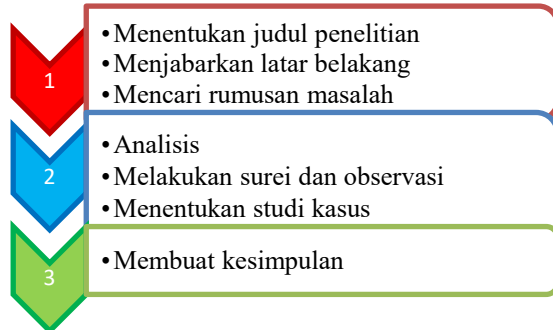 1
• Menentukan judul penelitian
• Menjabarkan latar belakang
• Mencari rumusan masalah
2
• Analisis
• Melakukan surei dan observasi
• Menentukan studi kasus
3
• Membuat kesimpulan